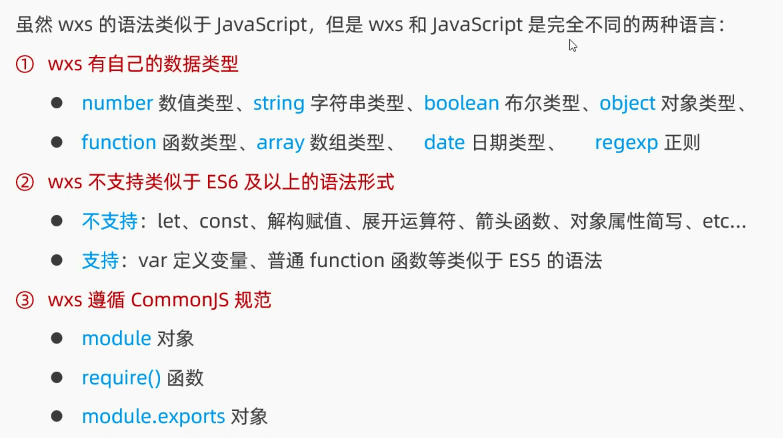 虽然 wxs 的语法类似于 JavaScript，但是 wxs 和 JavaScript 是完全不同的两种语言：
① wxs 有自己的数据类型
● number 数值类型、string 字符串类型、boolean 布尔类型、object 对象类型、
● function 函数类型、array 数组类型、 date 日期类型、 regexp 正则
② wxs 不支持类似于 ES6 及以上的语法形式
● 不支持：let、const、解构赋值、展开运算符、箭头函数、对象属性简写、etc...
● 支持：var 定义变量、普通 function 函数等类似于 ES5 的语法
③ wxs 遵循 CommonJS 规范
● module 对象
● require() 函数
● module.exports 对象